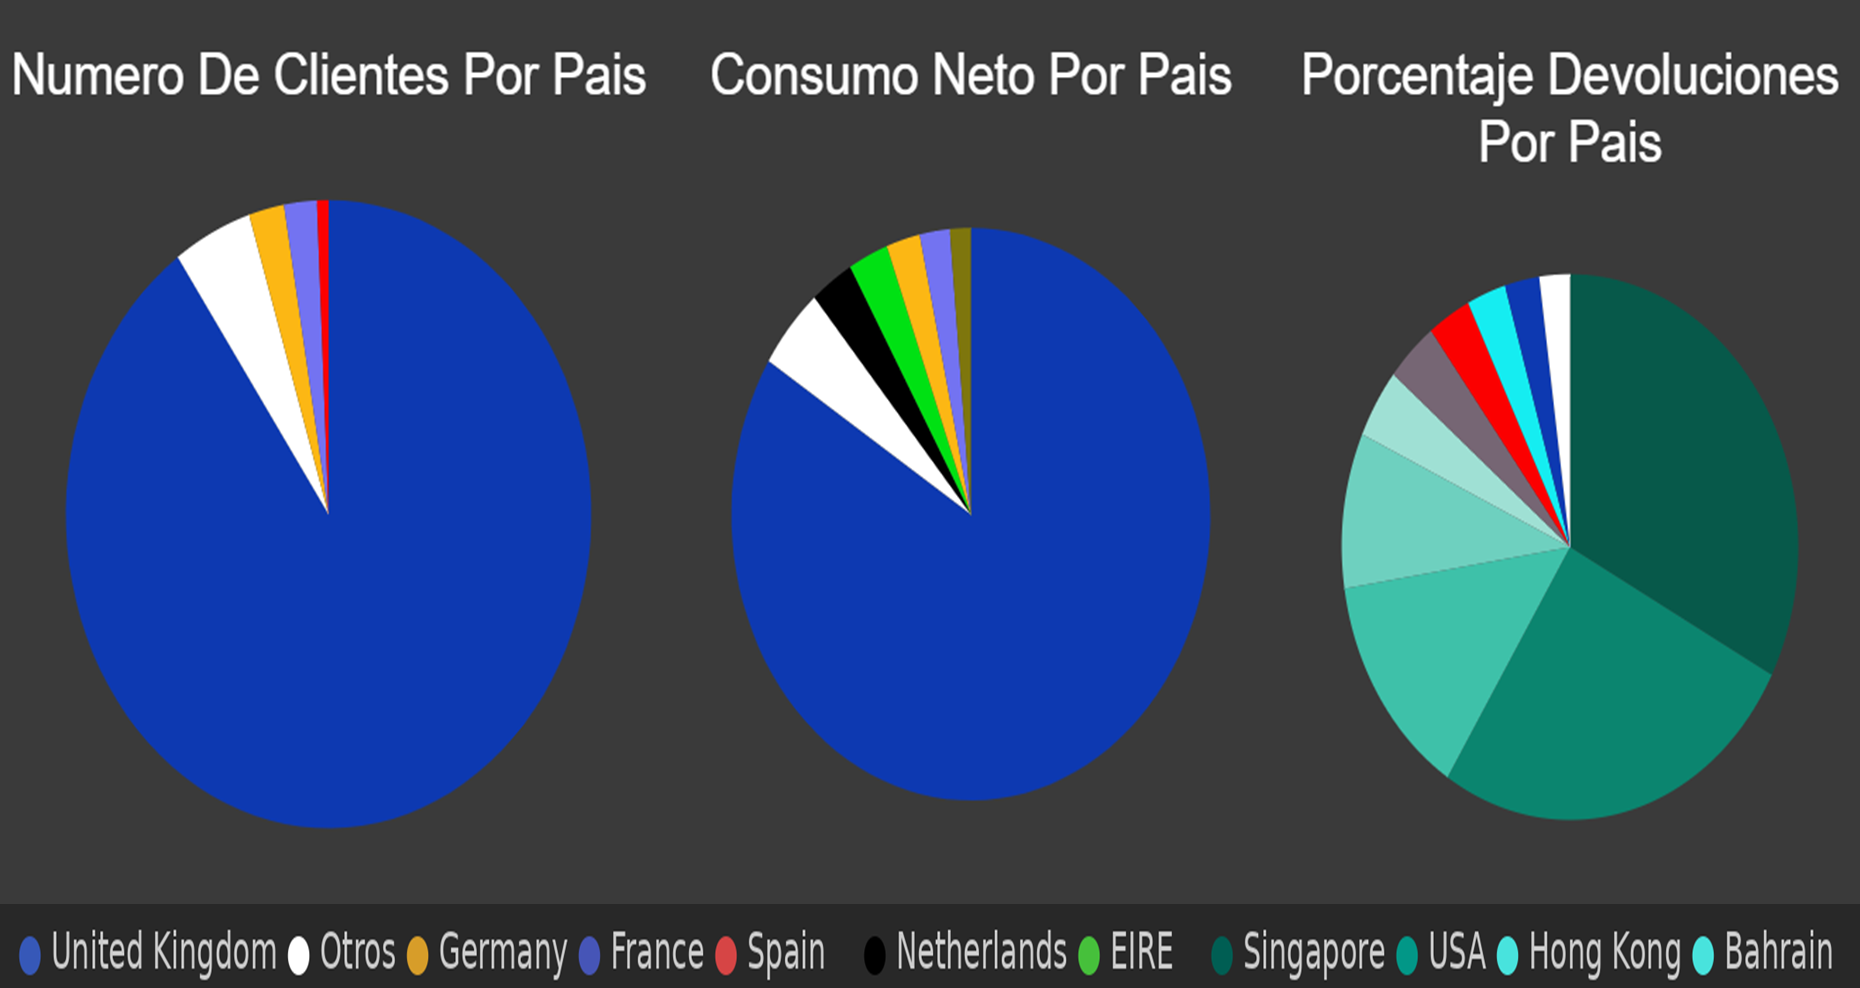 Numero De Clientes Por Pais
Consumo Neto Por Pais
Porcentaje Devoluciones
Por Pais
United Kingdom Otros Germany France Spain Netherlands EIRE Singapore USA Hong Kong Bahrain